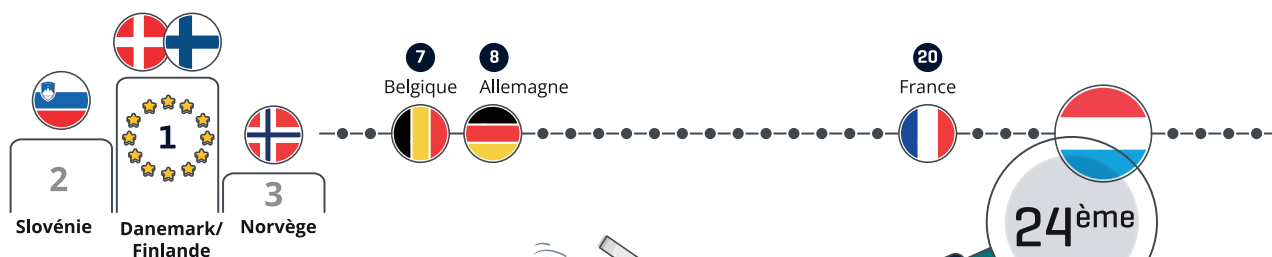 7
8
20
Belgique
Allemagne
France
1
2
3
Slovénie
Danemark/
Finlande
Norvège
24ème